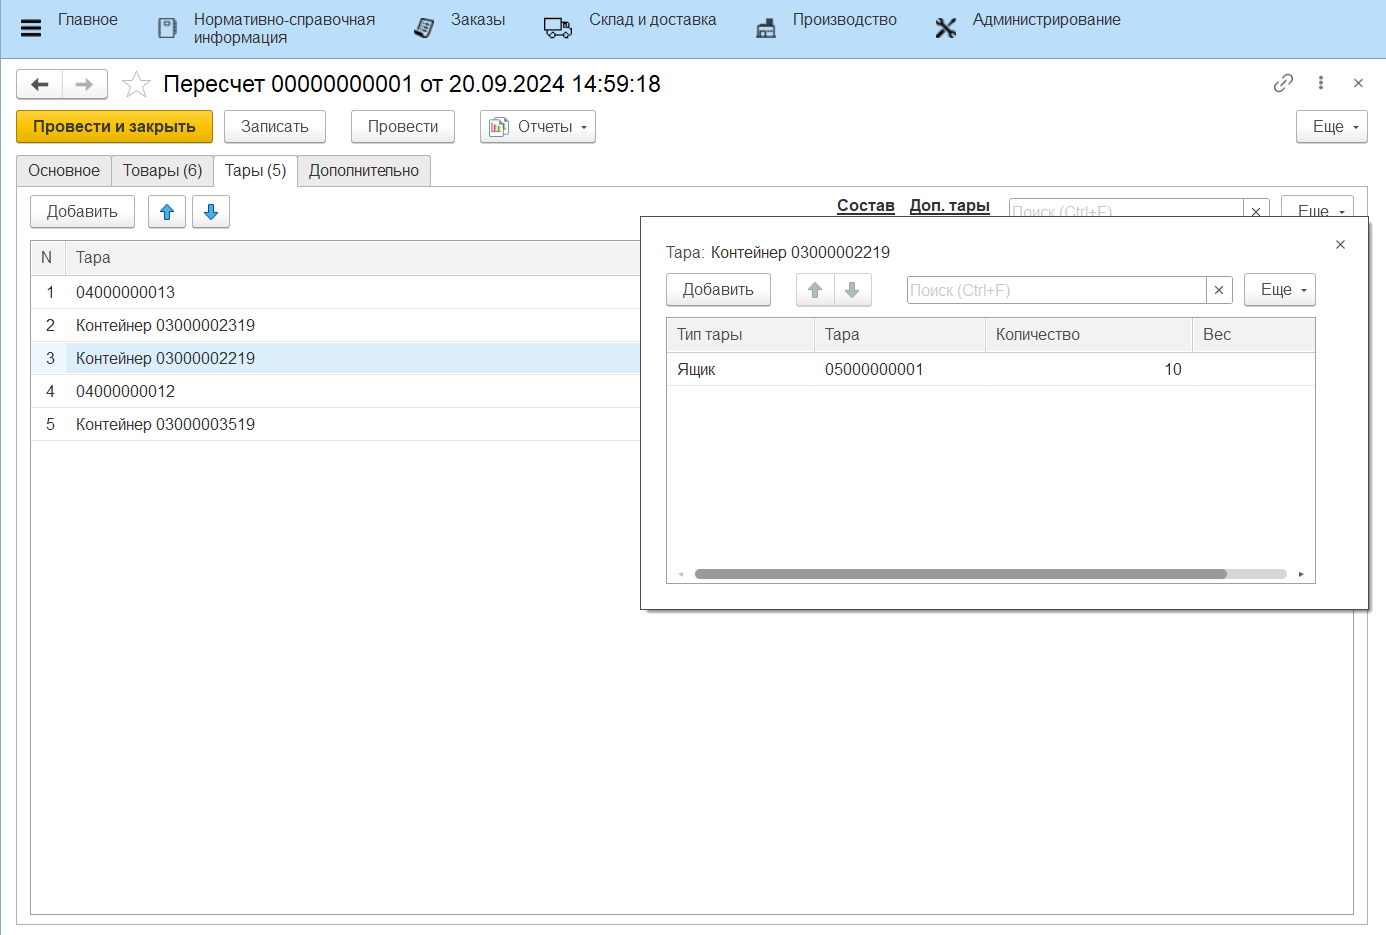 Главное
Нормативно-справочная
информация
Заказы
Склад и доставка
Производство
Администрирование
Пересчет 00000000001 от 20.09.2024 14:59:18
Провести и закрыть
Записать
Провести
Отчеты
Еще
Основное
Товары (6)
Тары (5)
Дополнительно
Добавить
Состав
Доп. тары
Поиск (Ctrl+F)
Еще
N
Тара
1 04000000013
2 Контейнер 03000002319
3 Контейнер 03000002219
4 04000000012
5 Контейнер 03000003519
Тара: Контейнер 03000002219
Добавить
Поиск (Ctrl+F)
Еще
Тип тары Тара Количество Вес
Ящик 05000000001 10